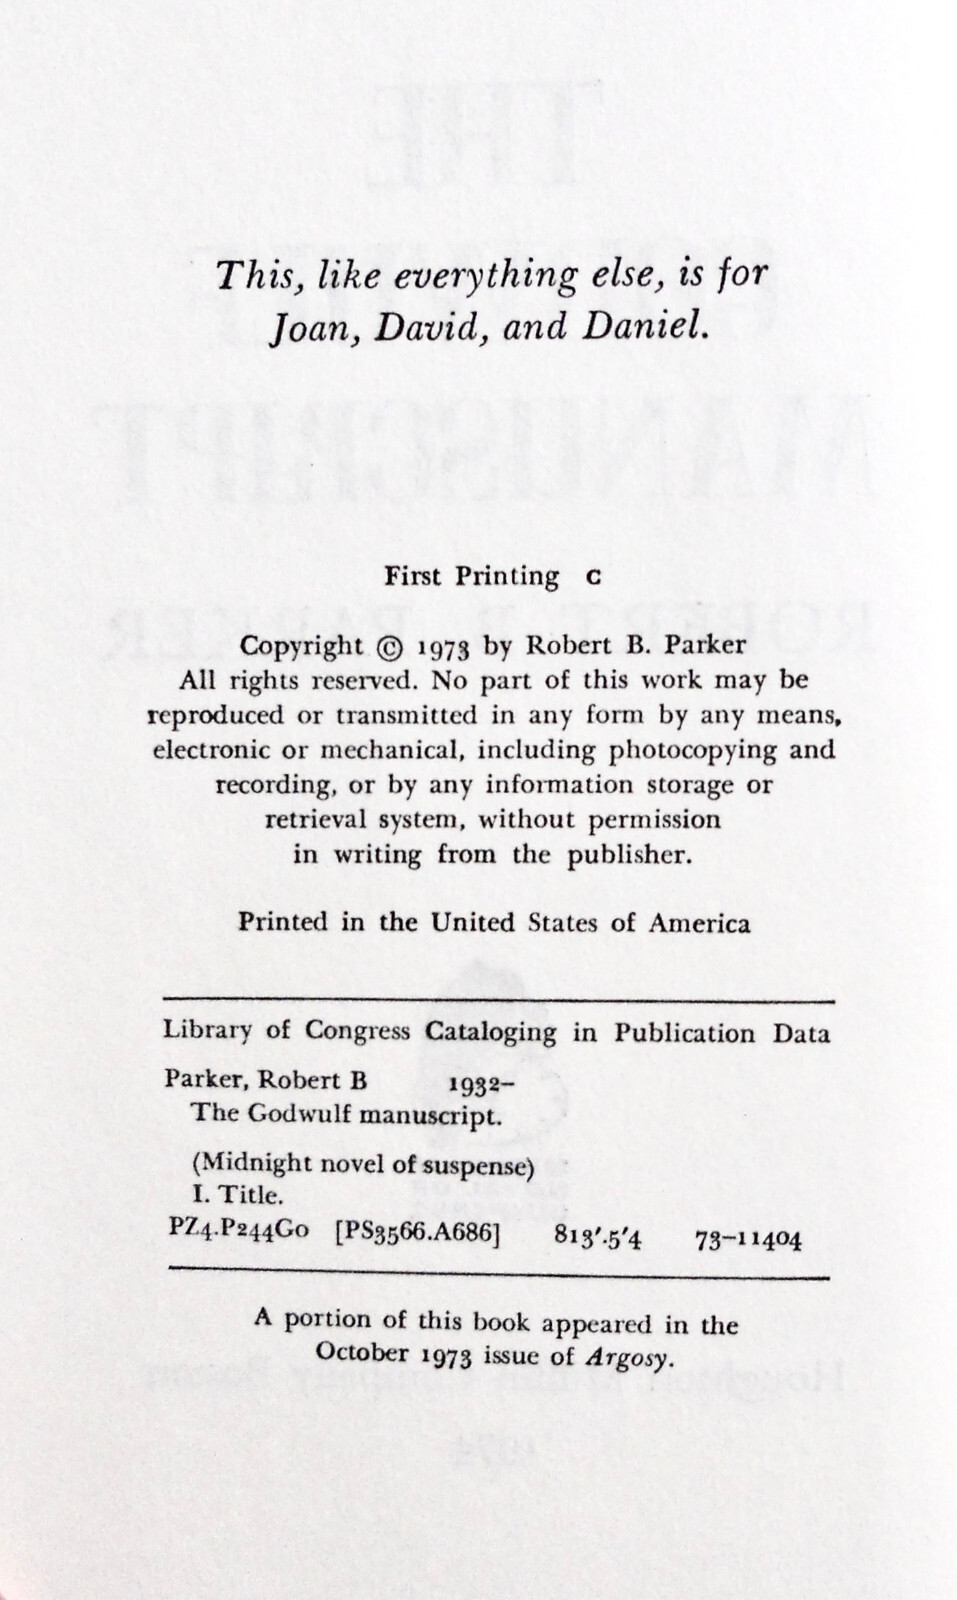 This, like everything else, is for
Joan, David, and Daniel.
First Printing C
Copyright © 1973 by Robert B. Parker
All rights reserved. No part of this work may be
reproduced or transmitted in any form by any means,
electronic or mechanical, including photocopying and
recording, or by any information storage or
retrieval system, without permission
in writing from the publisher.
Printed in the United States of America
Library of Congress Cataloging in Publication Data
Parker, Robert B 1932–
The Godwulf manuscript.
(Midnight novel of suspense)
I. Title.
PZ4.P244Go [PS3566.A686] 813'.5'4 73–11404
A portion of this book appeared in the
October 1973 issue of Argosy.